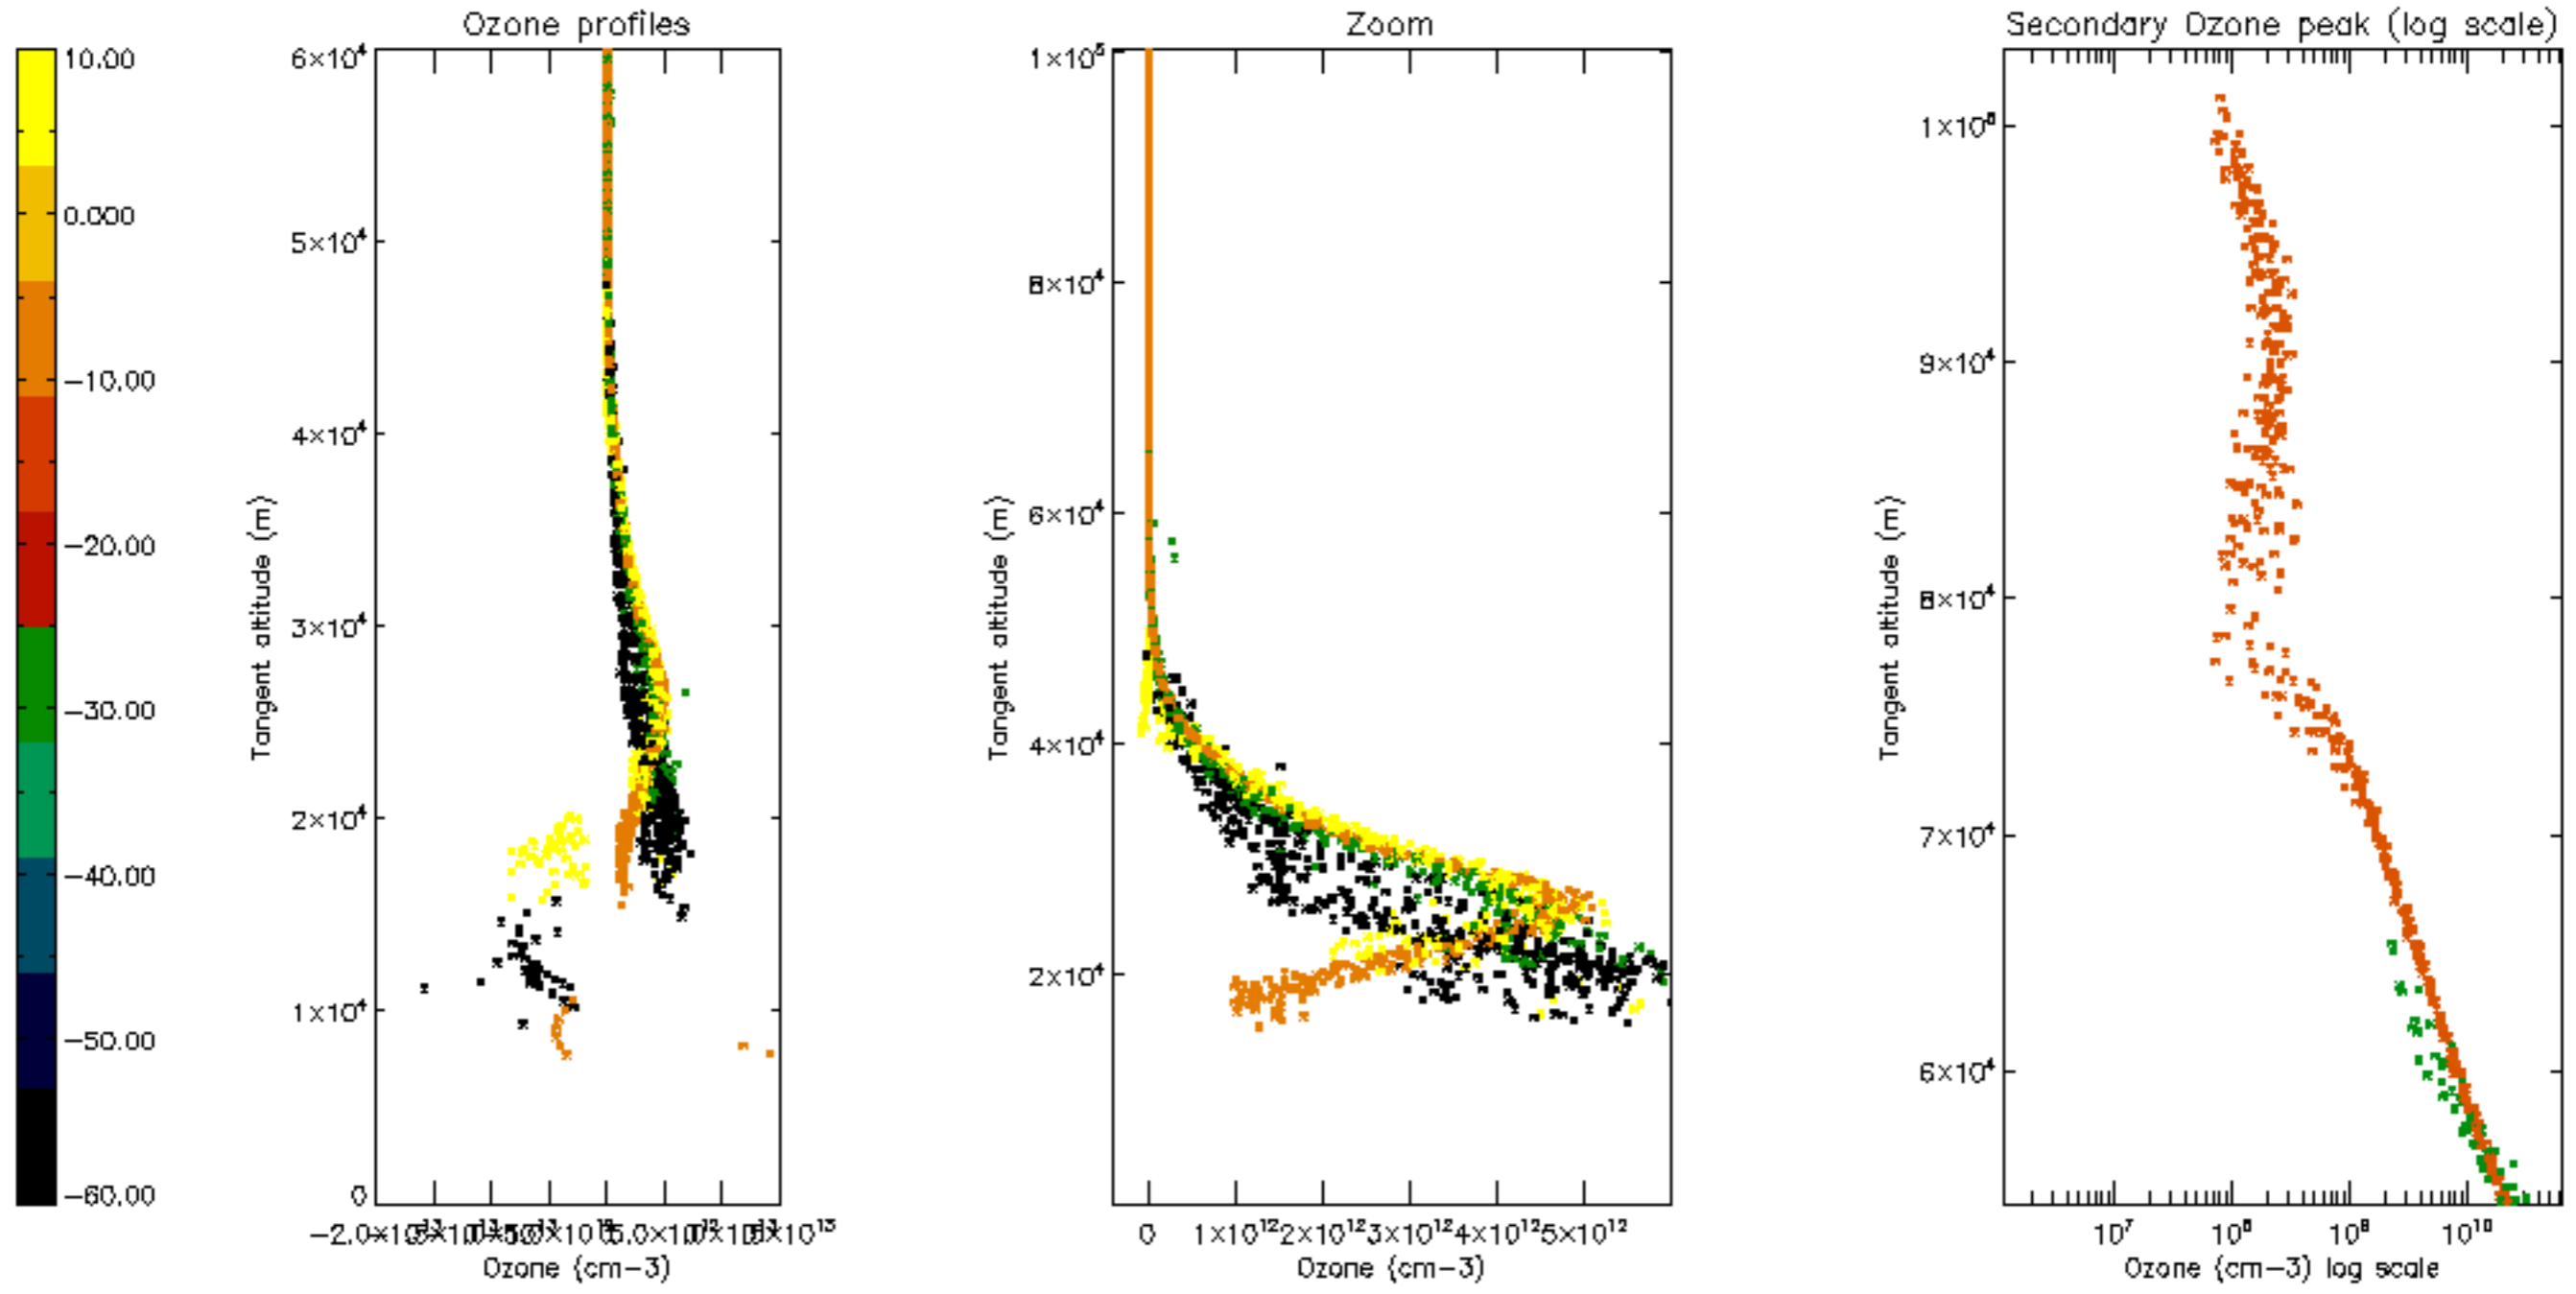 Ozone profiles
Zoom
Secondary Ozone peak (log scale)
10.00
0.000
−10.00
−20.00
−30.00
−40.00
−50.00
−60.00
6×10⁴
5×10⁴
4×10⁴
3×10⁴
2×10⁴
1×10⁴
0
Tangent altitude (m)
Ozone (cm−3)
1×10⁵
8×10⁴
6×10⁴
4×10⁴
2×10⁴
Tangent altitude (m)
0 1×10¹² 2×10¹² 3×10¹² 4×10¹² 5×10¹²
Ozone (cm−3)
1×10⁵
9×10⁴
8×10⁴
7×10⁴
6×10⁴
Tangent altitude (m)
10⁷ 10⁸ 10⁹ 10¹⁰
Ozone (cm−3) log scale